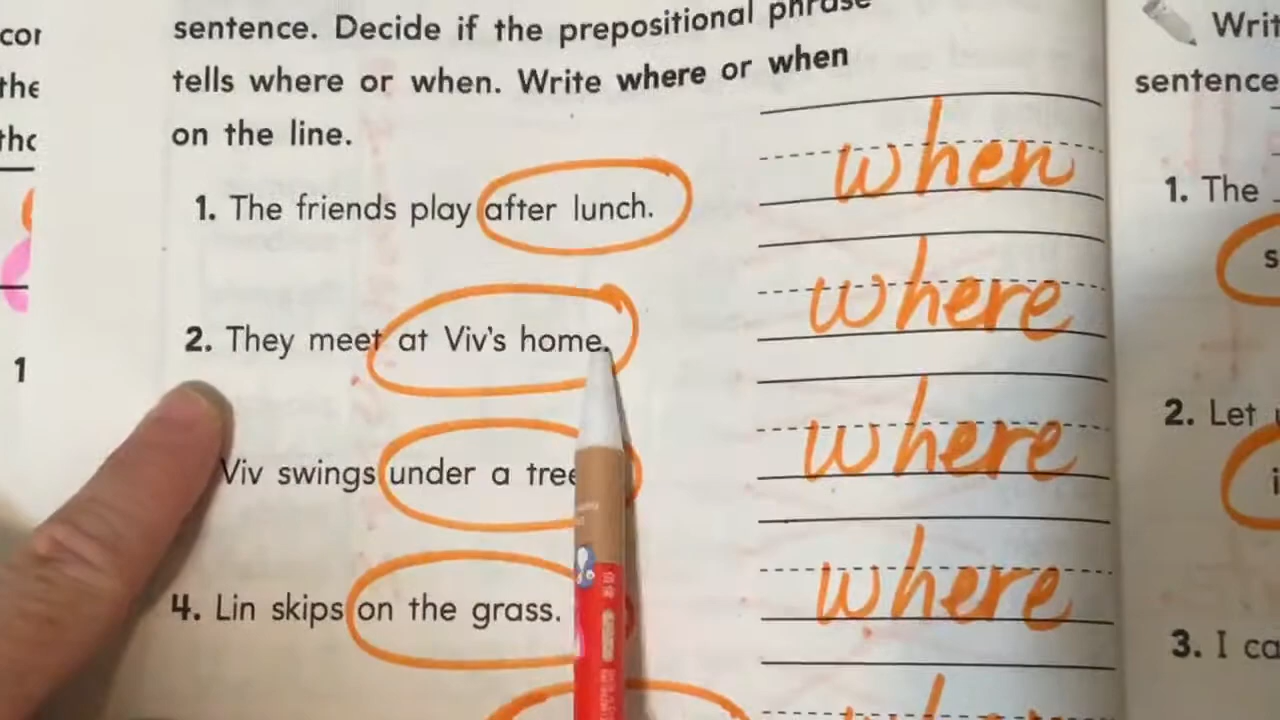 sentence. Decide if the prepositional phrase
tells where or when. Write where or when
on the line.
1. The friends play after lunch. when
2. They meet at Viv's home. where
Viv swings under a tree where
4. Lin skips on the grass. where
1
sentence
1. The
2. Let
3. I